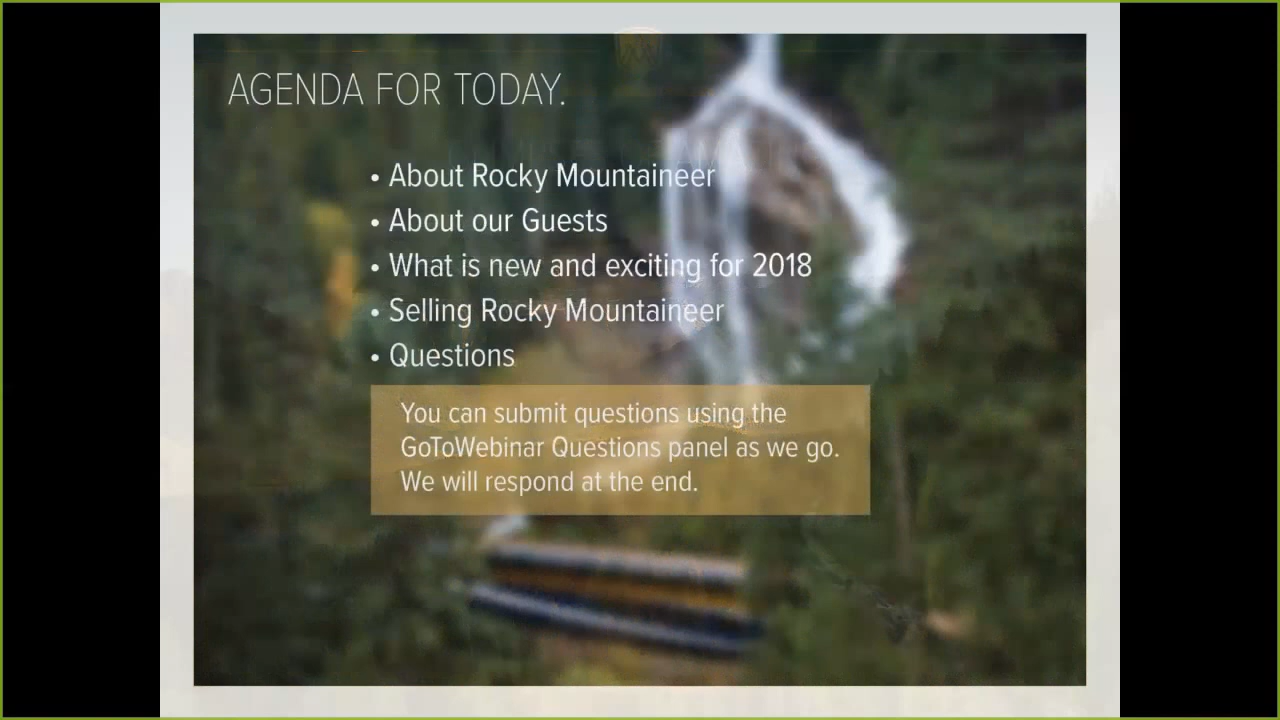 AGENDA FOR TODAY.
• About Rocky Mountaineer
• About our Guests
• What is new and exciting for 2018
• Selling Rocky Mountaineer
• Questions
You can submit questions using the
GoToWebinar Questions panel as we go.
We will respond at the end.